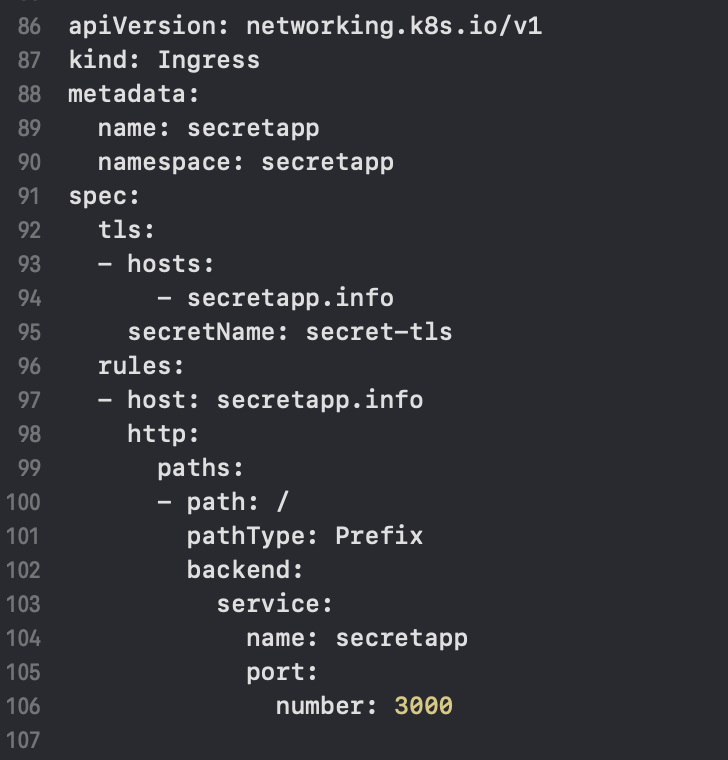 86 apiVersion: networking.k8s.io/v1
87 kind: Ingress
88 metadata:
89   name: secretapp
90   namespace: secretapp
91 spec:
92   tls:
93   - hosts:
94       - secretapp.info
95     secretName: secret-tls
96   rules:
97   - host: secretapp.info
98     http:
99       paths:
100       - path: /
101         pathType: Prefix
102         backend:
103           service:
104             name: secretapp
105             port:
106               number: 3000
107